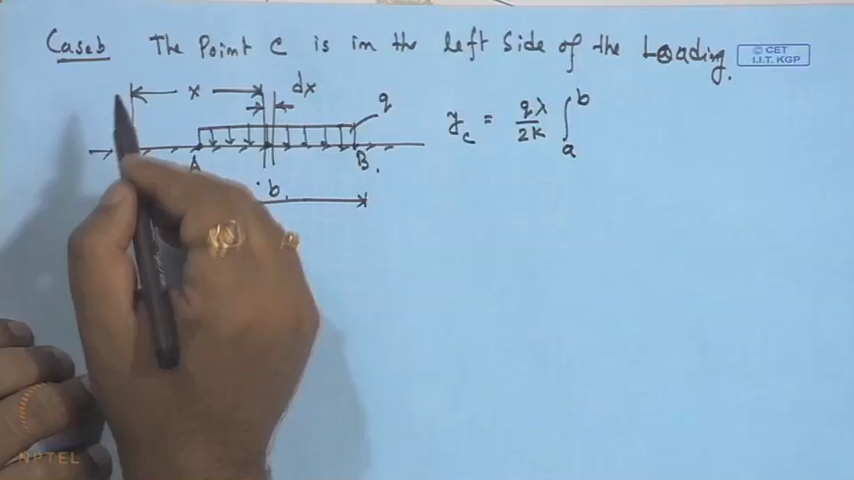 Case b The Point C is in the left Side of the Loading.
© CET
I.I.T. KGP
x dx q
A B.
b.
y_c = qλ/2k ∫_a^b
NPTEL